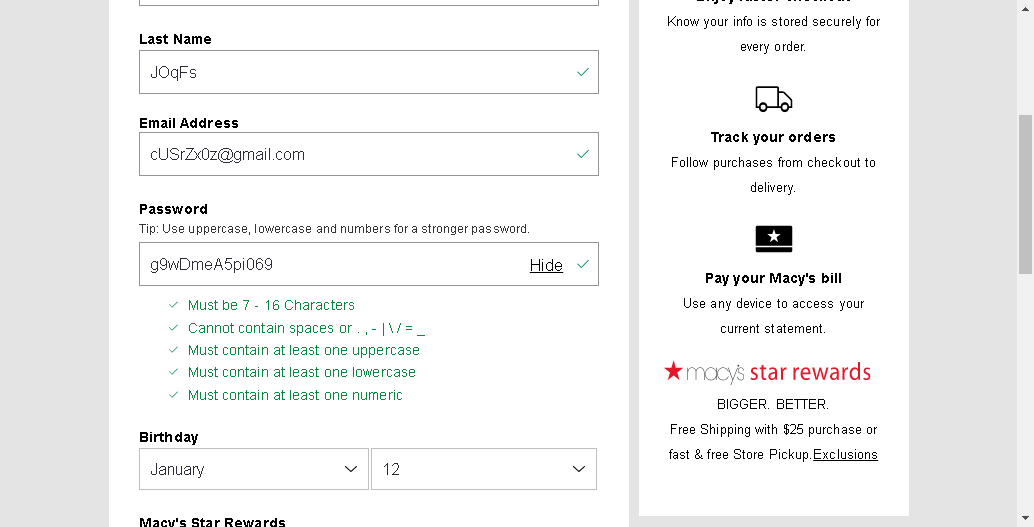 Last Name
JOqFs
Email Address
cUSrZx0z@gmail.com
Password
Tip: Use uppercase, lowercase and numbers for a stronger password.
g9wDmeA5pi069 Hide
Must be 7 - 16 Characters
Cannot contain spaces or . , - | \ / = _
Must contain at least one uppercase
Must contain at least one lowercase
Must contain at least one numeric
Birthday
January 12
Macy's Star Rewards
Know your info is stored securely for
every order.
Track your orders
Follow purchases from checkout to
delivery.
Pay your Macy's bill
Use any device to access your
current statement.
macy's star rewards
BIGGER. BETTER.
Free Shipping with $25 purchase or
fast & free Store Pickup.Exclusions